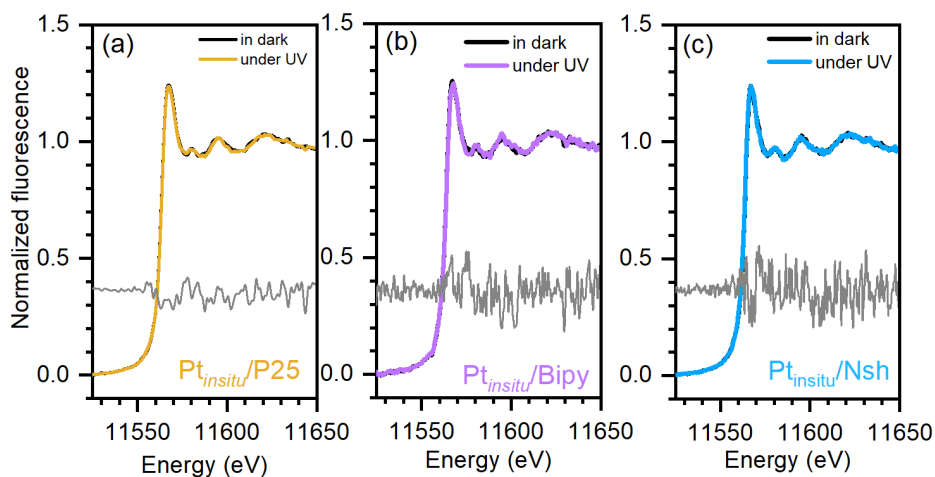 Normalized fluorescence
(a)
in dark
under UV
1.5
1.0
0.5
0.0
Pt insitu/P25
11550 11600 11650
Energy (eV)
(b)
in dark
under UV
1.5
1.0
0.5
0.0
Pt insitu/Bipy
11550 11600 11650
Energy (eV)
(c)
in dark
under UV
1.5
1.0
0.5
0.0
Pt insitu/Nsh
11550 11600 11650
Energy (eV)